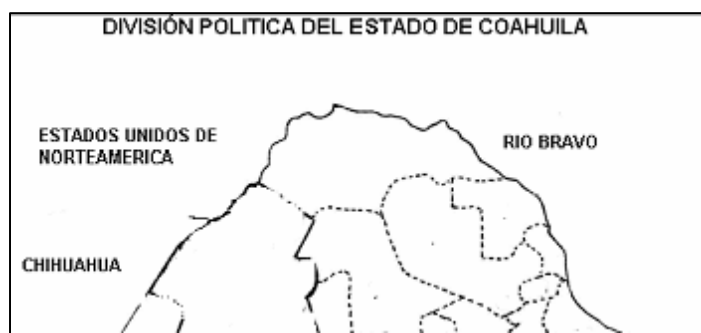 DIVISIÓN POLITICA DEL ESTADO DE COAHUILA
ESTADOS UNIDOS DE
NORTEAMERICA
RIO BRAVO
CHIHUAHUA